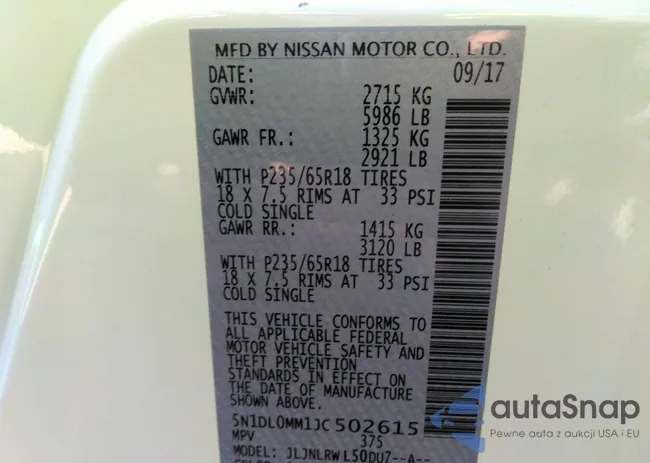 MFD BY NISSAN MOTOR CO., LTD.
DATE: 09/17
GVWR: 2715 KG
5986 LB
GAWR FR.: 1325 KG
2921 LB
WITH P235/65R18 TIRES
18 X 7.5 RIMS AT 33 PSI
COLD SINGLE
GAWR RR.: 1415 KG
3120 LB
WITH P235/65R18 TIRES
18 X 7.5 RIMS AT 33 PSI
COLD SINGLE
THIS VEHICLE CONFORMS TO
ALL APPLICABLE FEDERAL
MOTOR VEHICLE SAFETY AND
THEFT PREVENTION
STANDARDS IN EFFECT ON
THE DATE OF MANUFACTURE
SHOWN ABOVE.
5N1DL0MM1JC502615
MPV 375
JLJNLRW L50DU7--A--
autaSnap
Pewne auta z aukcji USA i EU